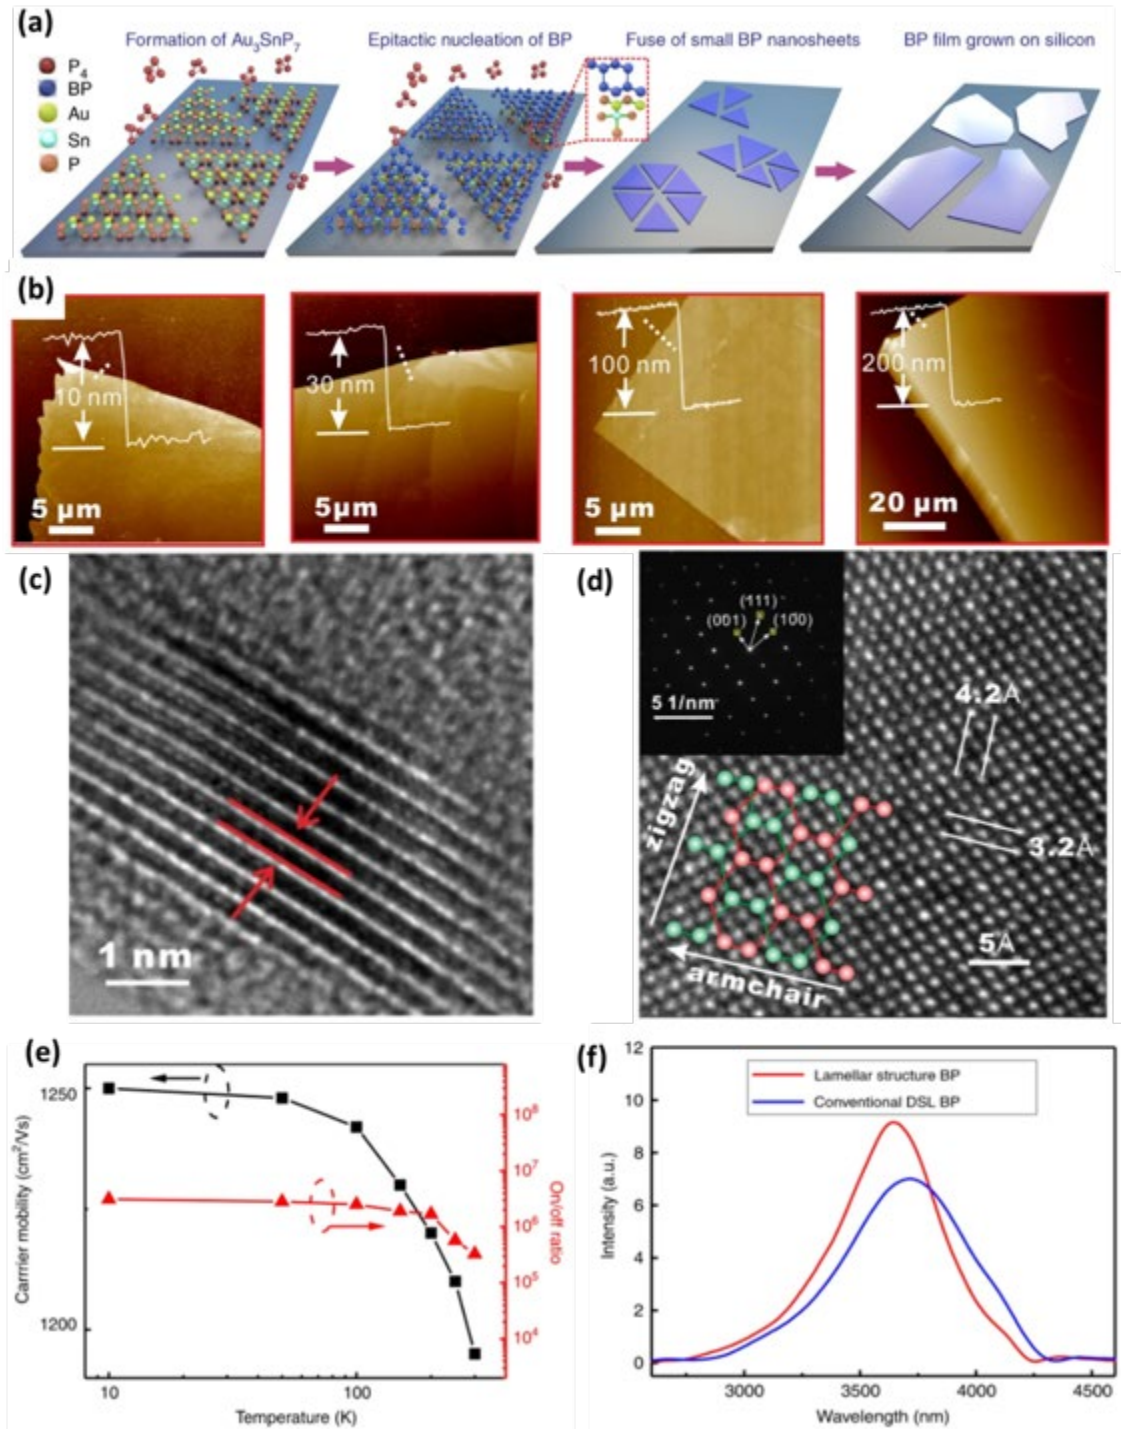 (a)
Formation of Au3SnP7
Epitactic nucleation of BP
Fuse of small BP nanosheets
BP film grown on silicon
P4
BP
Au
Sn
P
(b)
10 nm
5 μm
30 nm
5μm
100 nm
5 μm
200 nm
20 μm
(c)
1 nm
(d)
(001)
(111)
(100)
5 1/nm
4.2Å
3.2Å
5Å
zigzag
armchair
(e)
Carrrier mobility (cm²/Vs)
1250
1200
10
100
Temperature (K)
10⁸
10⁷
10⁶
10⁵
10⁴
On/off ratio
(f)
Intensity (a.u.)
12
10
8
6
4
2
0
Lamellar structure BP
Conventional DSL BP
3000
3500
4000
4500
Wavelength (nm)